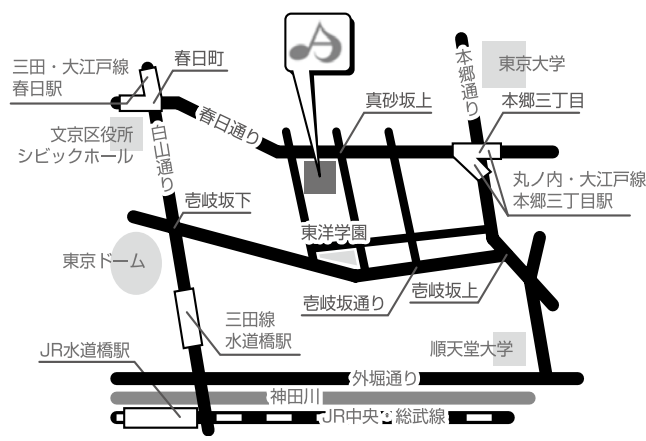 三田・大江戸線
春日駅
春日町
春日通り
真砂坂上
本郷通り
東京大学
本郷三丁目
文京区役所
シビックホール
白山通り
丸ノ内・大江戸線
本郷三丁目駅
壱岐坂下
東洋学園
東京ドーム
壱岐坂通り
壱岐坂上
三田線
水道橋駅
JR水道橋駅
順天堂大学
外堀通り
神田川
JR中央・総武線